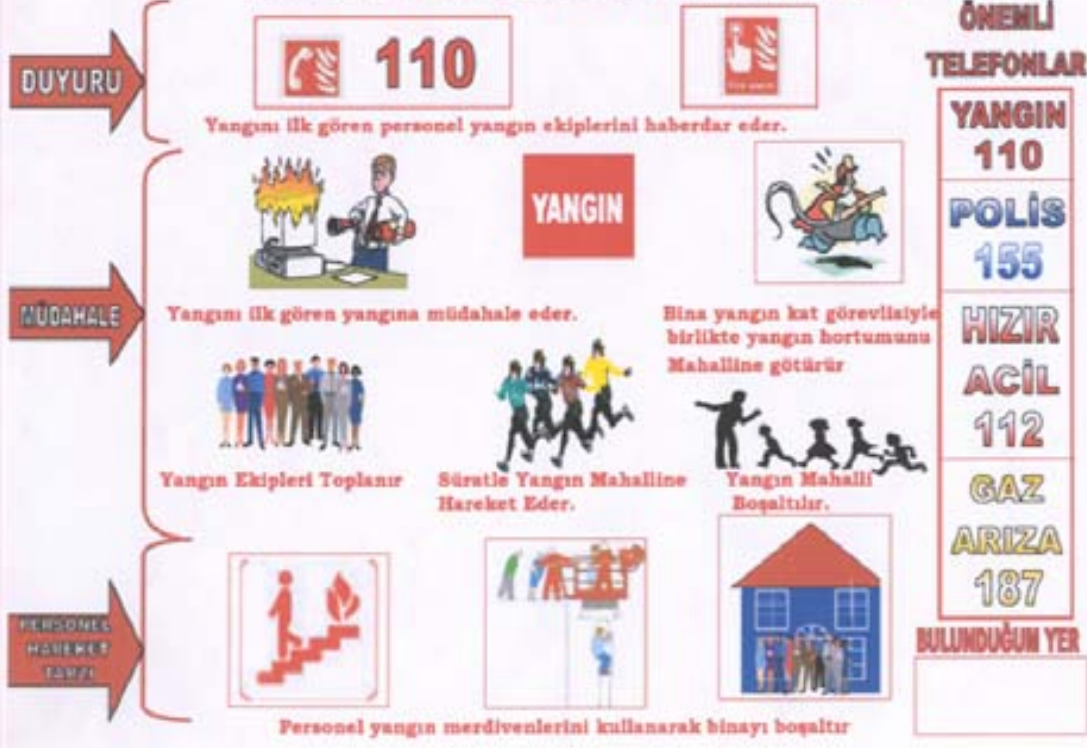 DUYURU
110
Yangını ilk gören personel yangın ekiplerini haberdar eder.
MÜDAHALE
YANGIN
Yangını ilk gören yangına müdahale eder.
Bina yangın kat görevlisiyle
birlikte yangın hortumunu
Mahalline götürür
Yangın Ekipleri Toplanır
Süratle Yangın Mahalline
Hareket Eder.
Yangın Mahalli
Boşaltılır.
PERSONEL
HAREKET
TARZI
Personel yangın merdivenlerini kullanarak binayı boşaltır
ÖNEMLİ
TELEFONLAR
YANGIN
110
POLİS
155
HIZIR
ACİL
112
GAZ
ARIZA
187
BULUNDUĞUM YER